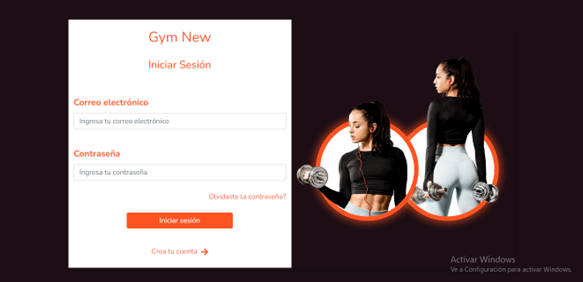 Gym New
Iniciar Sesión
Correo electrónico
Ingresa tu correo electrónico
Contraseña
Ingresa tu contraseña
Olvidaste la contraseña?
Iniciar sesión
Crea tu cuenta →
Activar Windows
Ve a Configuración para activar Windows.